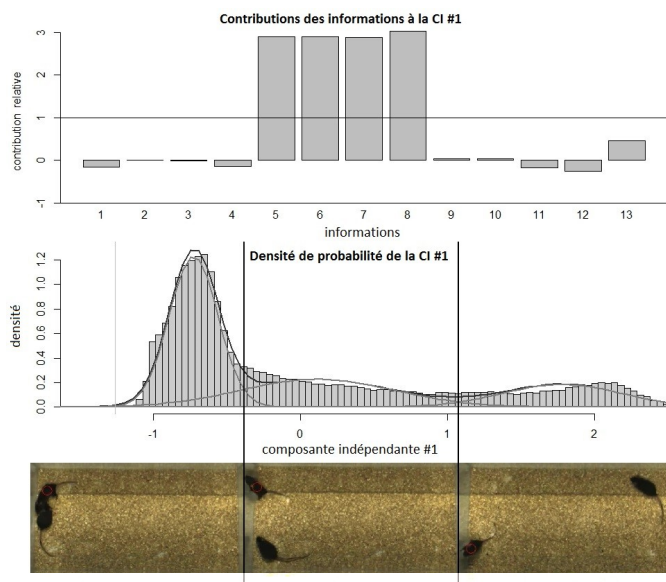 Contributions des informations à la CI #1
contribution relative
3
2
1
0
-1
1 2 3 4 5 6 7 8 9 10 11 12 13
informations
Densité de probabilité de la CI #1
densité
1.2
1.0
0.8
0.6
0.4
0.2
0.0
-1 0 1 2
composante indépendante #1